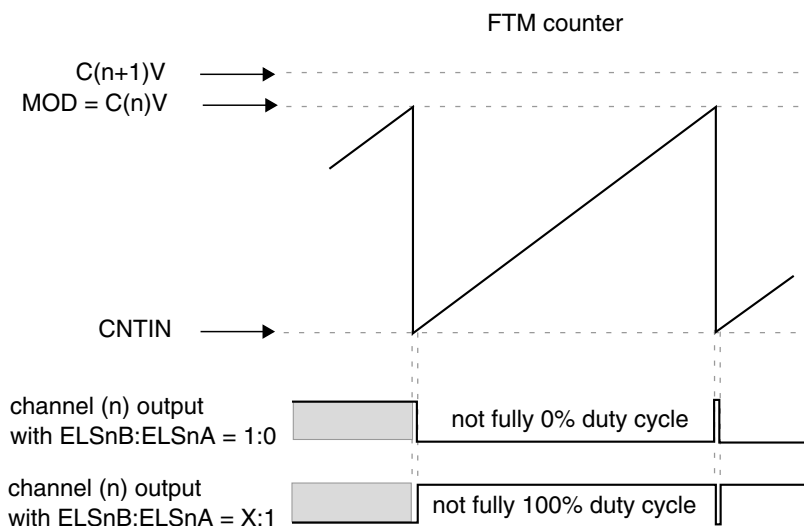 FTM counter
C(n+1)V
MOD = C(n)V
CNTIN
channel (n) output
with ELSnB:ELSnA = 1:0
not fully 0% duty cycle
channel (n) output
with ELSnB:ELSnA = X:1
not fully 100% duty cycle